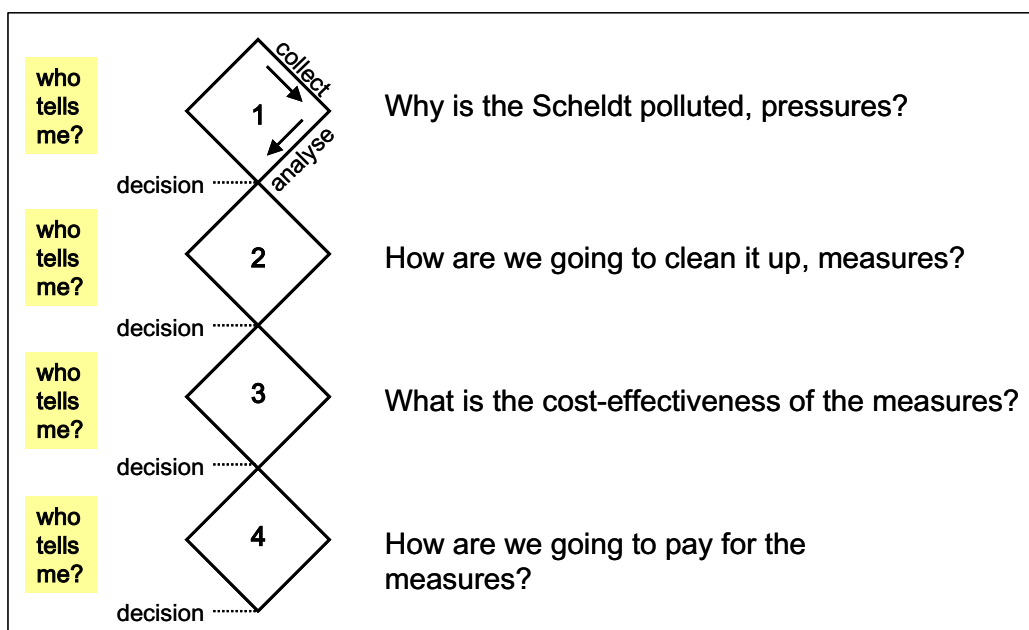 who
tells
me?
collect
1
analyse
Why is the Scheldt polluted, pressures?
decision
who
tells
me?
2
How are we going to clean it up, measures?
decision
who
tells
me?
3
What is the cost-effectiveness of the measures?
decision
who
tells
me?
4
How are we going to pay for the
measures?
decision